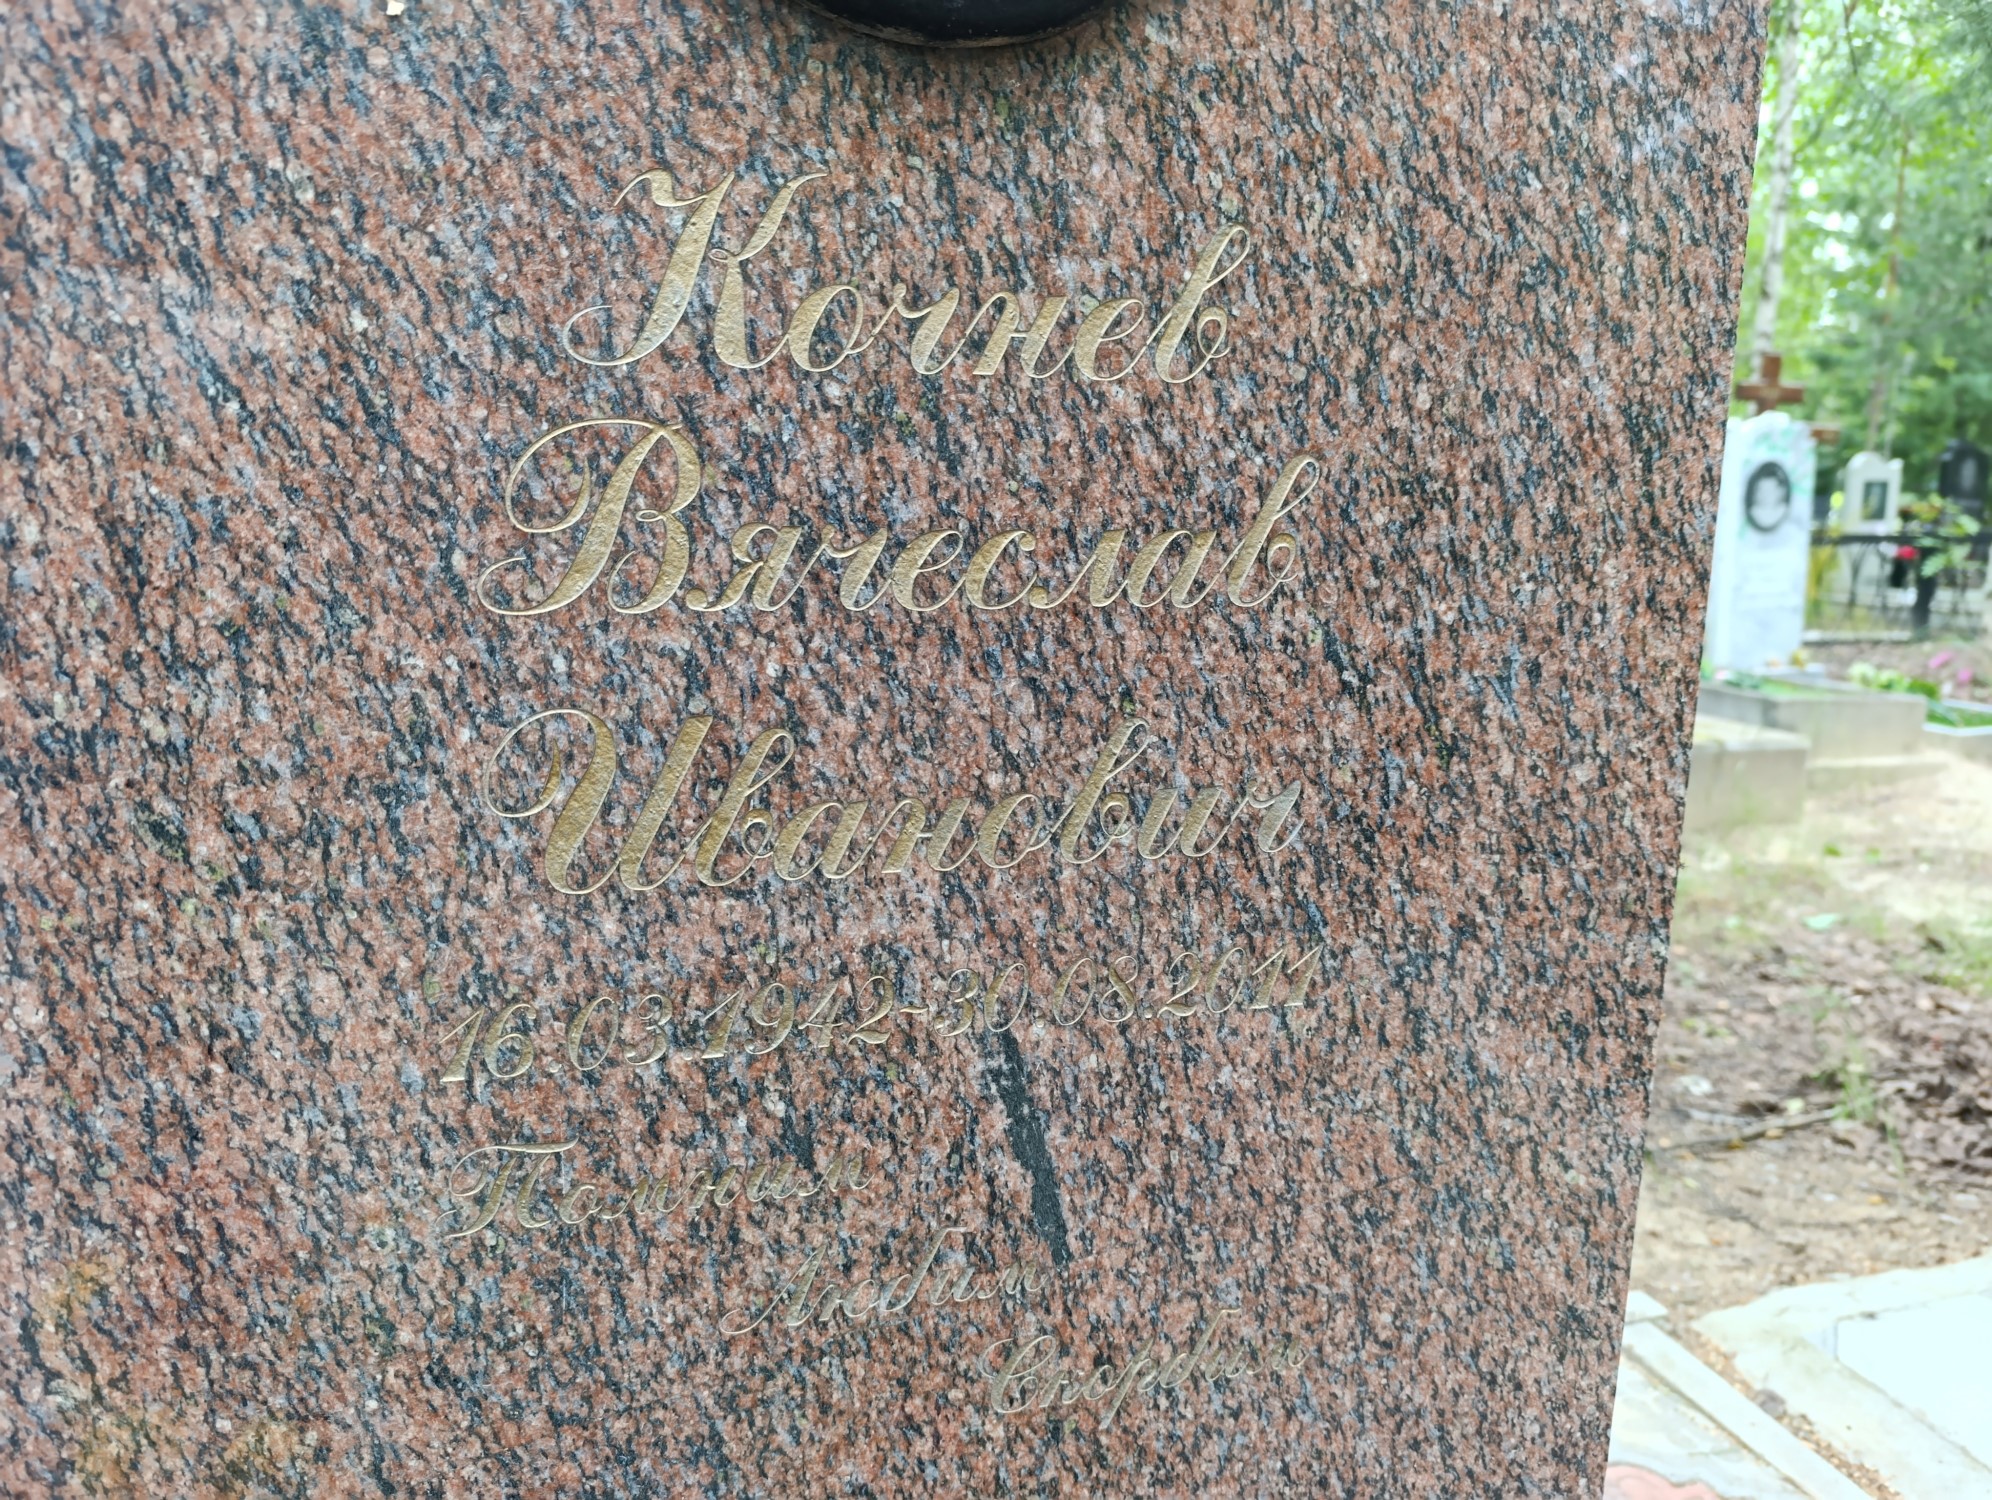 Кочнев
Вячеслав
Иванович
16.03.1942-30.08.2011
Помним
Любим
Скорбим